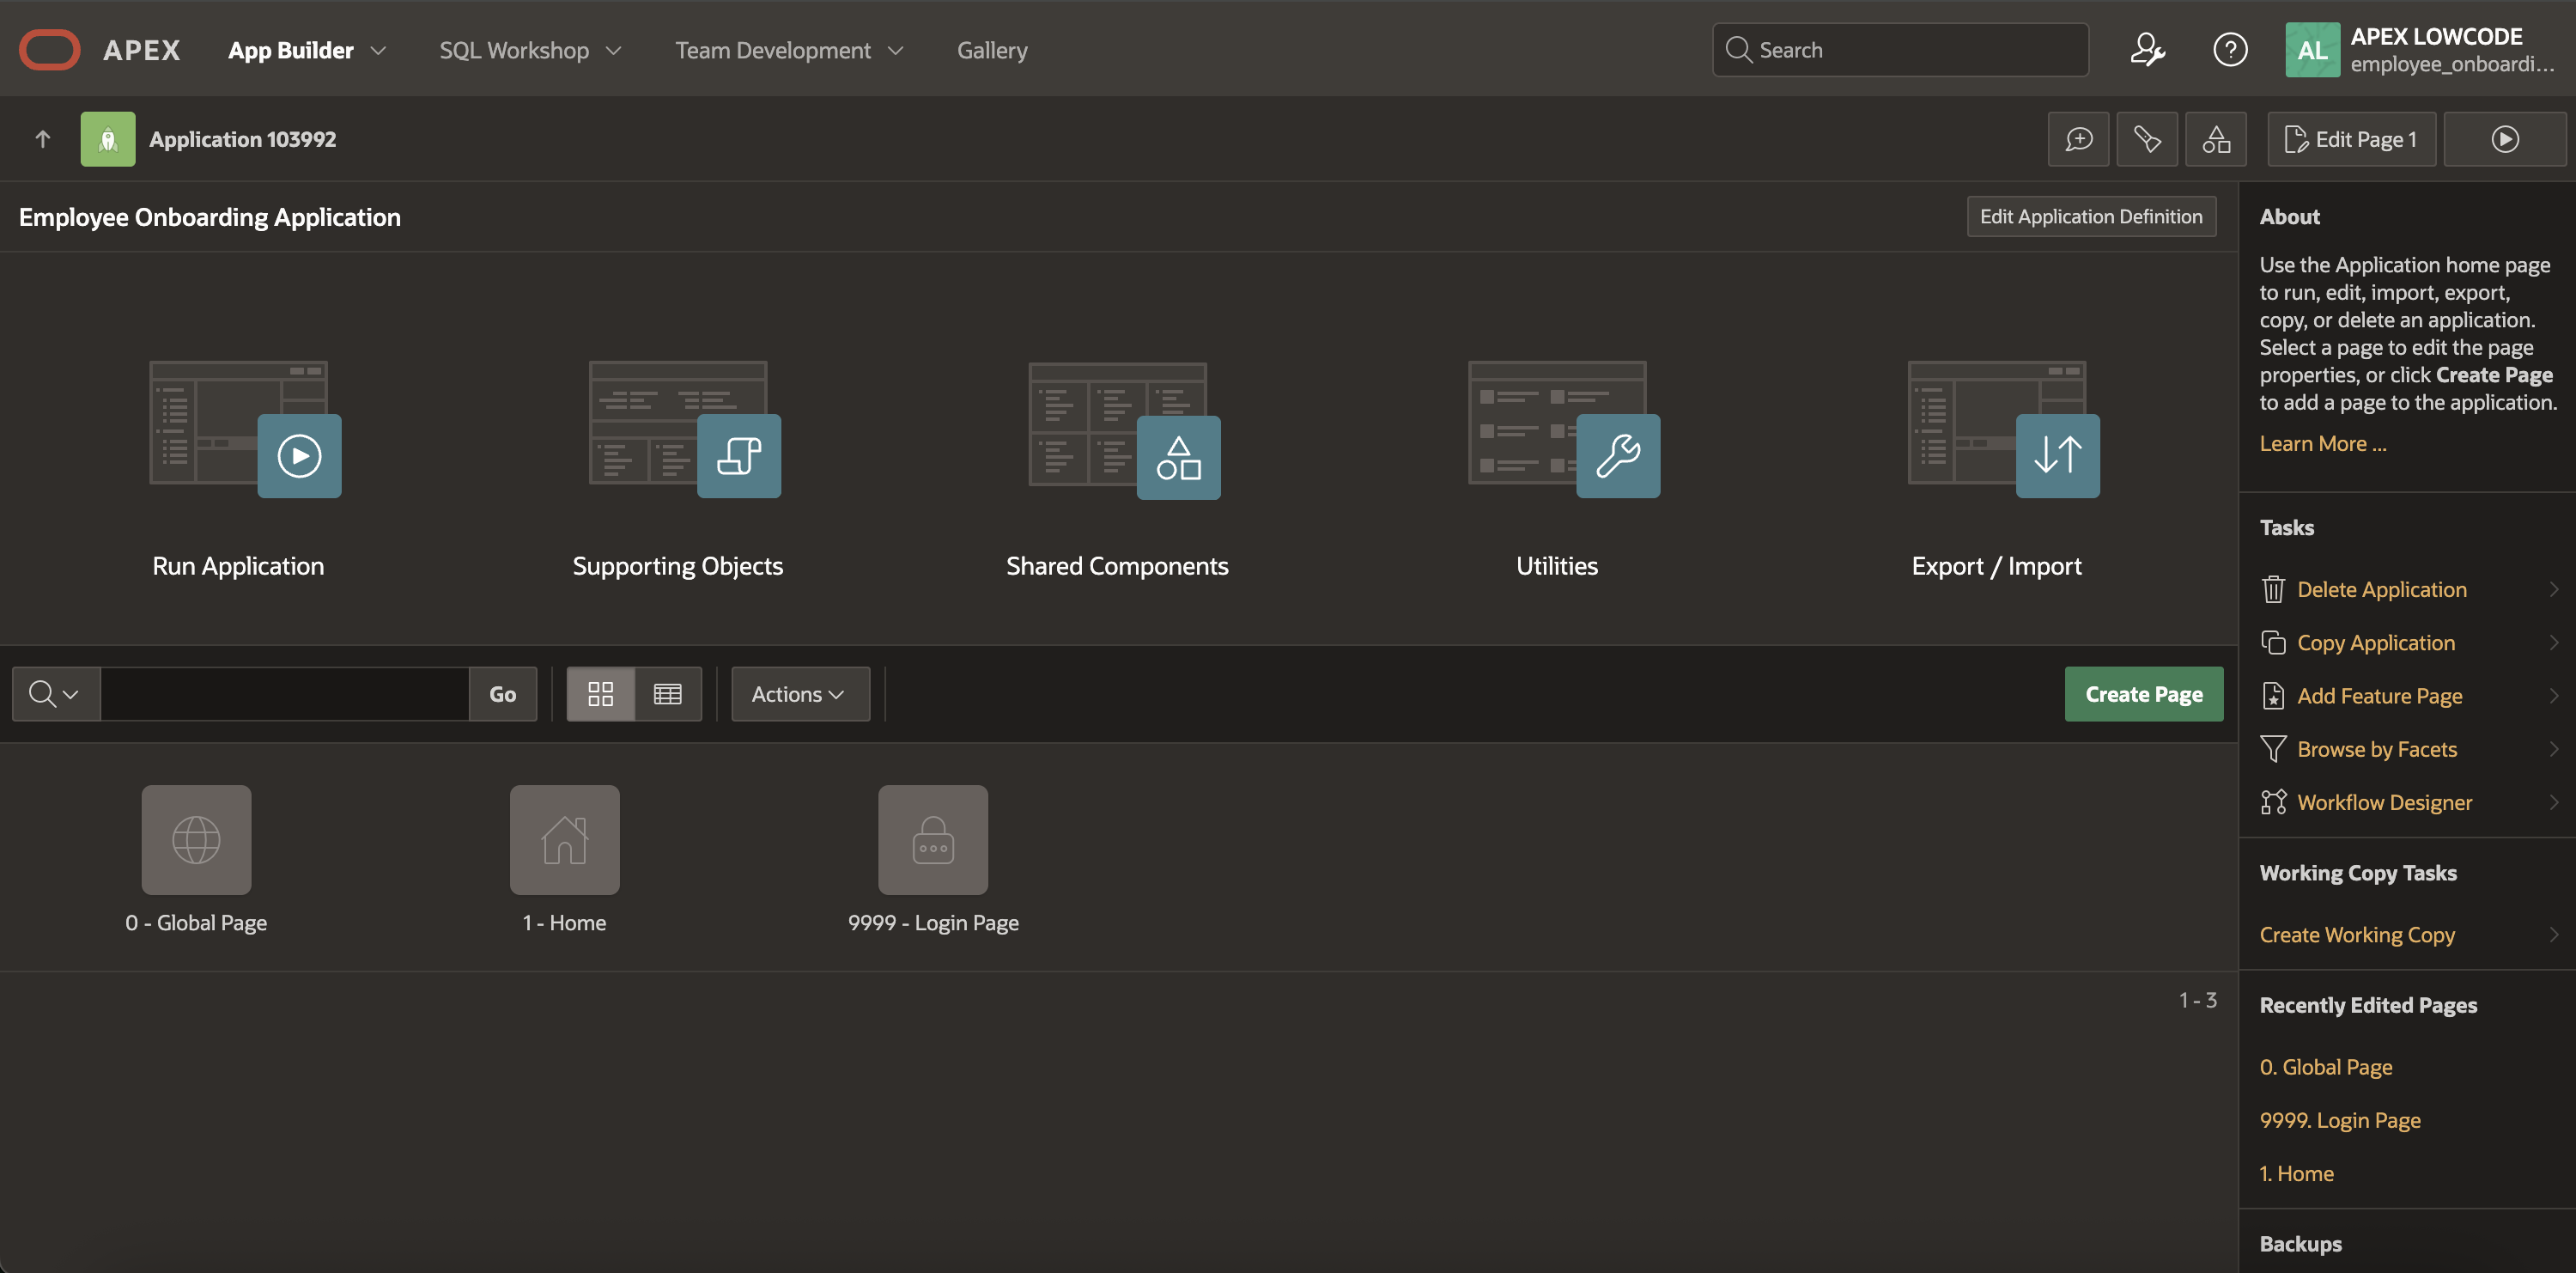 APEX
App Builder
SQL Workshop
Team Development
Gallery
Search
AL
APEX LOWCODE
employee_onboardi...
Application 103992
Edit Page 1
Employee Onboarding Application
Edit Application Definition
Run Application
Supporting Objects
Shared Components
Utilities
Export / Import
Go
Actions
Create Page
0 - Global Page
1 - Home
9999 - Login Page
1 - 3
About
Use the Application home page
to run, edit, import, export,
copy, or delete an application.
Select a page to edit the page
properties, or click Create Page
to add a page to the application.
Learn More ...
Tasks
Delete Application
Copy Application
Add Feature Page
Browse by Facets
Workflow Designer
Working Copy Tasks
Create Working Copy
Recently Edited Pages
0. Global Page
9999. Login Page
1. Home
Backups